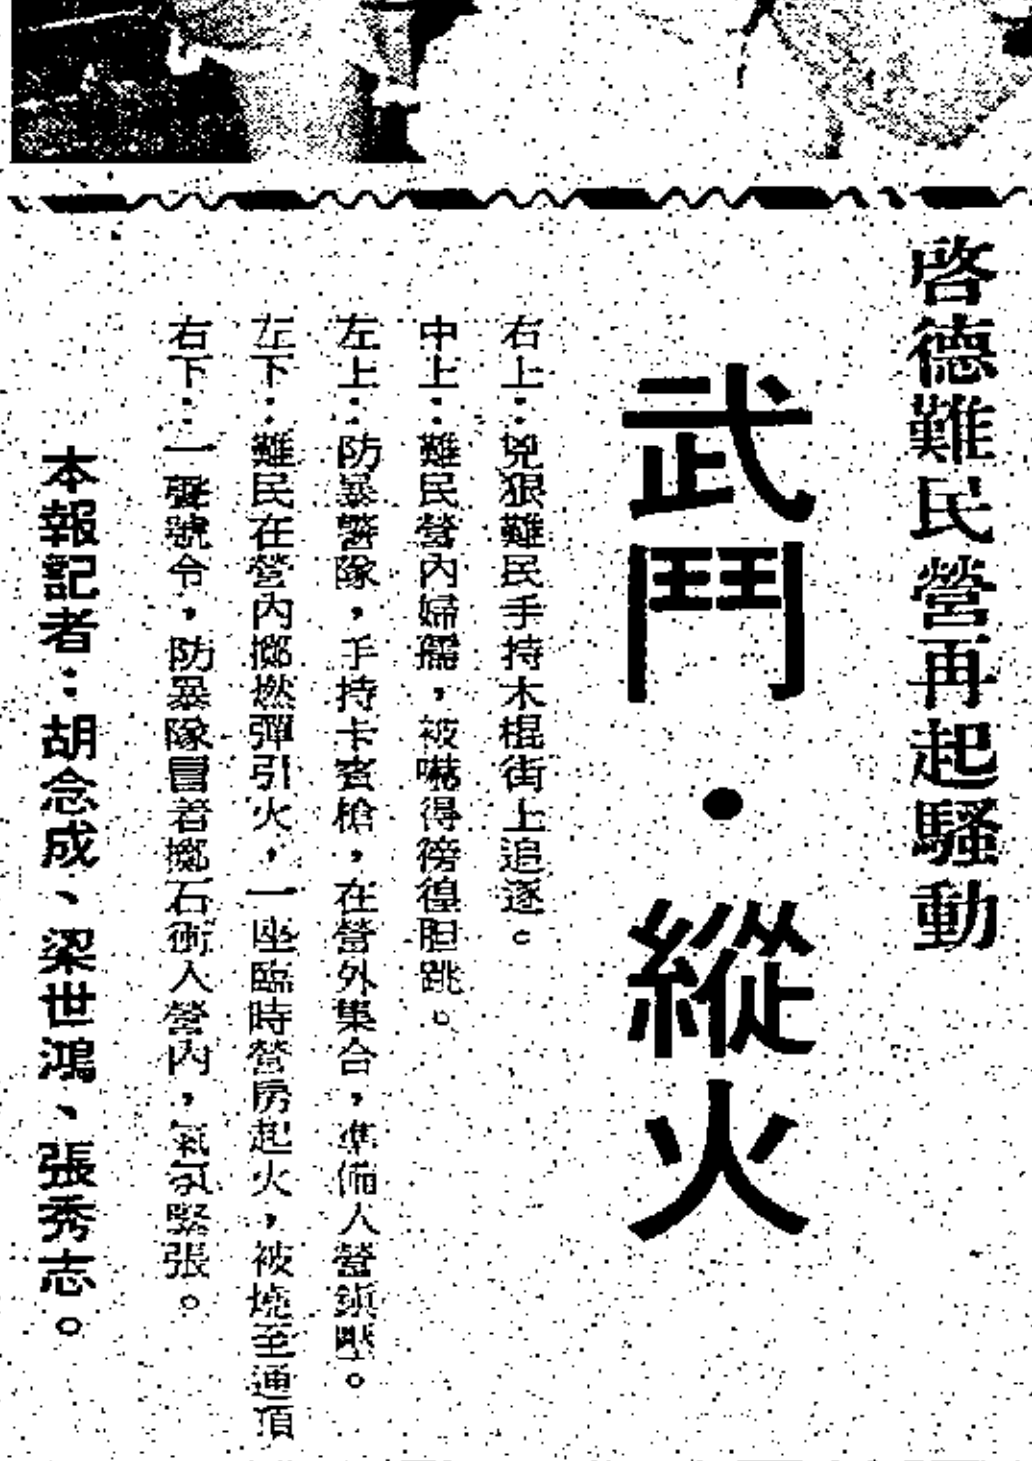 啓德難民營再起騷動
武鬥・縱火
右上：兇狠難民手持木棍街上追逐。
中上：難民營內婦孺，被嚇得徬徨胆跳。
左上：防暴警隊，手持卡賓槍，在營外集合，準備入營鎮壓。
左下：難民在營內擲燃彈引火，一座臨時營房起火，被燒至通頂
右下：一聲號令，防暴隊冒着擲石衝入營內，氣氛緊張。
本報記者：胡念成、梁世鴻、張秀志。